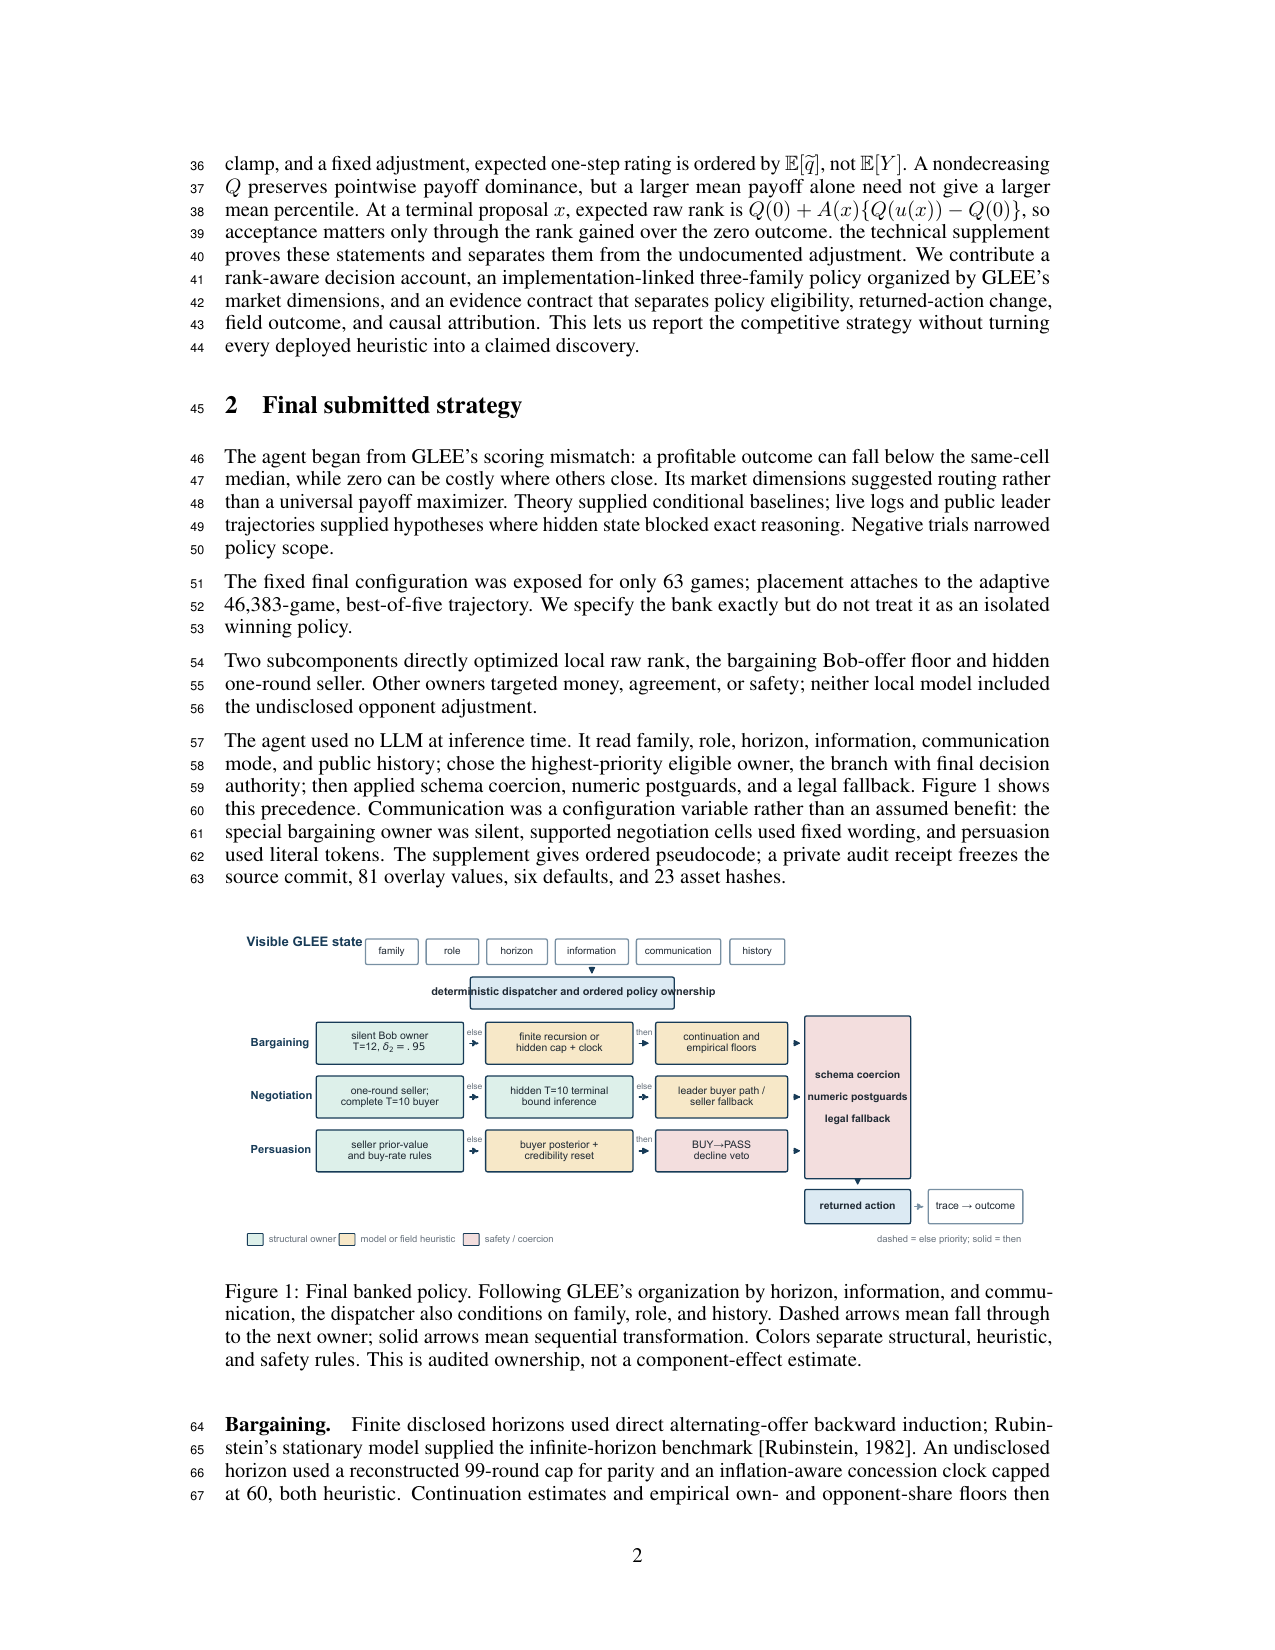 36 clamp, and a fixed adjustment, expected one-step rating is ordered by 𝔼[q̃], not 𝔼[Y]. A nondecreasing
37 Q preserves pointwise payoff dominance, but a larger mean payoff alone need not give a larger
38 mean percentile. At a terminal proposal x, expected raw rank is Q(0) + A(x){Q(u(x)) − Q(0)}, so
39 acceptance matters only through the rank gained over the zero outcome. the technical supplement
40 proves these statements and separates them from the undocumented adjustment. We contribute a
41 rank-aware decision account, an implementation-linked three-family policy organized by GLEE's
42 market dimensions, and an evidence contract that separates policy eligibility, returned-action change,
43 field outcome, and causal attribution. This lets us report the competitive strategy without turning
44 every deployed heuristic into a claimed discovery.
45 2 Final submitted strategy
46 The agent began from GLEE's scoring mismatch: a profitable outcome can fall below the same-cell
47 median, while zero can be costly where others close. Its market dimensions suggested routing rather
48 than a universal payoff maximizer. Theory supplied conditional baselines; live logs and public leader
49 trajectories supplied hypotheses where hidden state blocked exact reasoning. Negative trials narrowed
50 policy scope.
51 The fixed final configuration was exposed for only 63 games; placement attaches to the adaptive
52 46,383-game, best-of-five trajectory. We specify the bank exactly but do not treat it as an isolated
53 winning policy.
54 Two subcomponents directly optimized local raw rank, the bargaining Bob-offer floor and hidden
55 one-round seller. Other owners targeted money, agreement, or safety; neither local model included
56 the undisclosed opponent adjustment.
57 The agent used no LLM at inference time. It read family, role, horizon, information, communication
58 mode, and public history; chose the highest-priority eligible owner, the branch with final decision
59 authority; then applied schema coercion, numeric postguards, and a legal fallback. Figure 1 shows
60 this precedence. Communication was a configuration variable rather than an assumed benefit: the
61 special bargaining owner was silent, supported negotiation cells used fixed wording, and persuasion
62 used literal tokens. The supplement gives ordered pseudocode; a private audit receipt freezes the
63 source commit, 81 overlay values, six defaults, and 23 asset hashes.
Visible GLEE state family role horizon information communication history
deterministic dispatcher and ordered policy ownership
Bargaining
silent Bob owner
T=12, δ₂ = .95
else
finite recursion or
hidden cap + clock
then
continuation and
empirical floors
Negotiation
one-round seller;
complete T=10 buyer
else
hidden T=10 terminal
bound inference
else
leader buyer path /
seller fallback
Persuasion
seller prior-value
and buy-rate rules
else
buyer posterior +
credibility reset
then
BUY→PASS
decline veto
schema coercion
numeric postguards
legal fallback
returned action
trace → outcome
structural owner model or field heuristic safety / coercion
dashed = else priority; solid = then
Figure 1: Final banked policy. Following GLEE's organization by horizon, information, and commu-
nication, the dispatcher also conditions on family, role, and history. Dashed arrows mean fall through
to the next owner; solid arrows mean sequential transformation. Colors separate structural, heuristic,
and safety rules. This is audited ownership, not a component-effect estimate.
64 Bargaining. Finite disclosed horizons used direct alternating-offer backward induction; Rubin-
65 stein's stationary model supplied the infinite-horizon benchmark [Rubinstein, 1982]. An undisclosed
66 horizon used a reconstructed 99-round cap for parity and an inflation-aware concession clock capped
67 at 60, both heuristic. Continuation estimates and empirical own- and opponent-share floors then
2